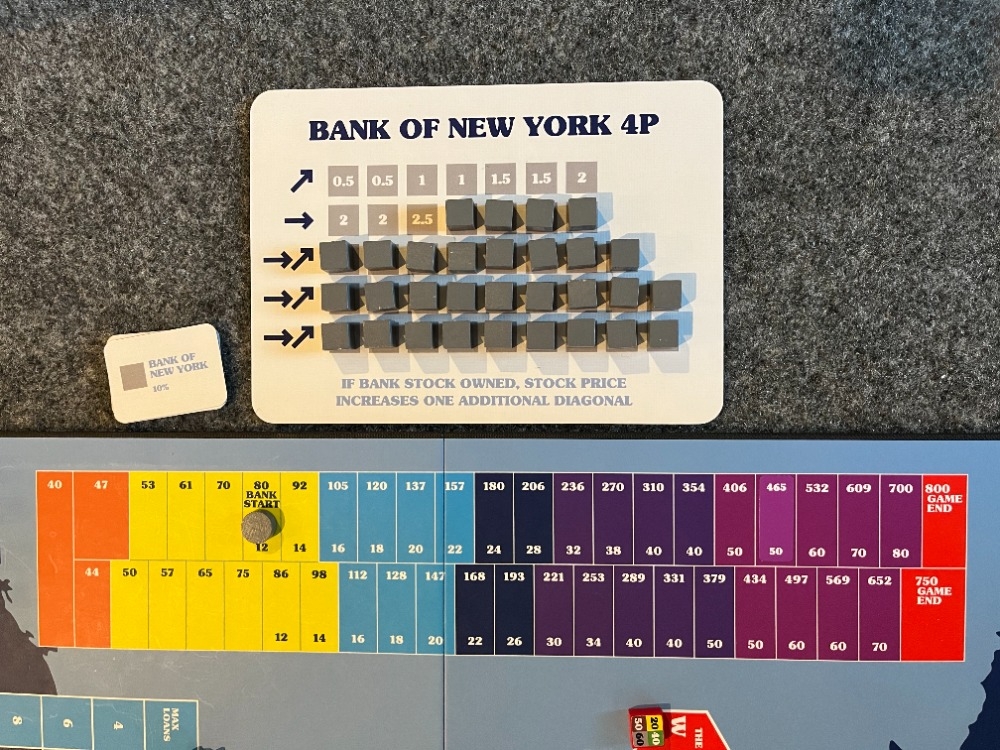 BANK OF NEW YORK 4P
0.5 0.5 1 1 1.5 1.5 2
2 2 2.5
IF BANK STOCK OWNED, STOCK PRICE
INCREASES ONE ADDITIONAL DIAGONAL
BANK OF
NEW YORK
10%
40 47 53 61 70 80 92 105 120 137 157 180 206 236 270 310 354 406 465 532 609 700 800
BANK
START
GAME
END
12 14 16 18 20 22 24 28 32 38 40 40 50 50 60 70 80
44 50 57 65 75 86 98 112 128 147 168 193 221 253 289 331 379 434 497 569 652 750
GAME
END
12 14 16 18 20 22 26 30 34 40 40 50 50 60 60 70
8 6 4 MAX
LOANS
50 60
20 40
W
THE